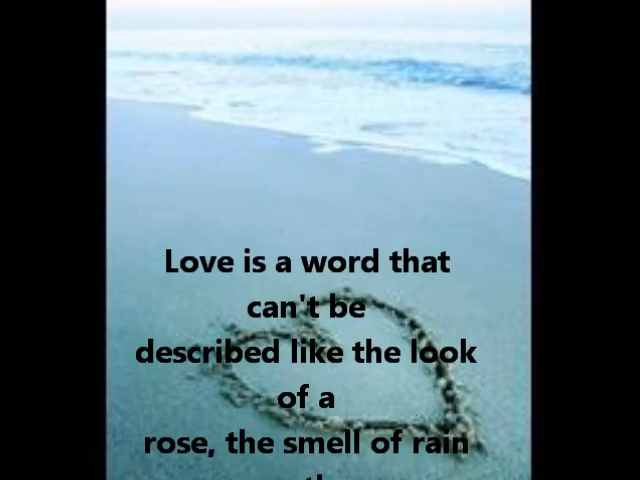 Love is a word that
can't be
described like the look
of a
rose, the smell of rain